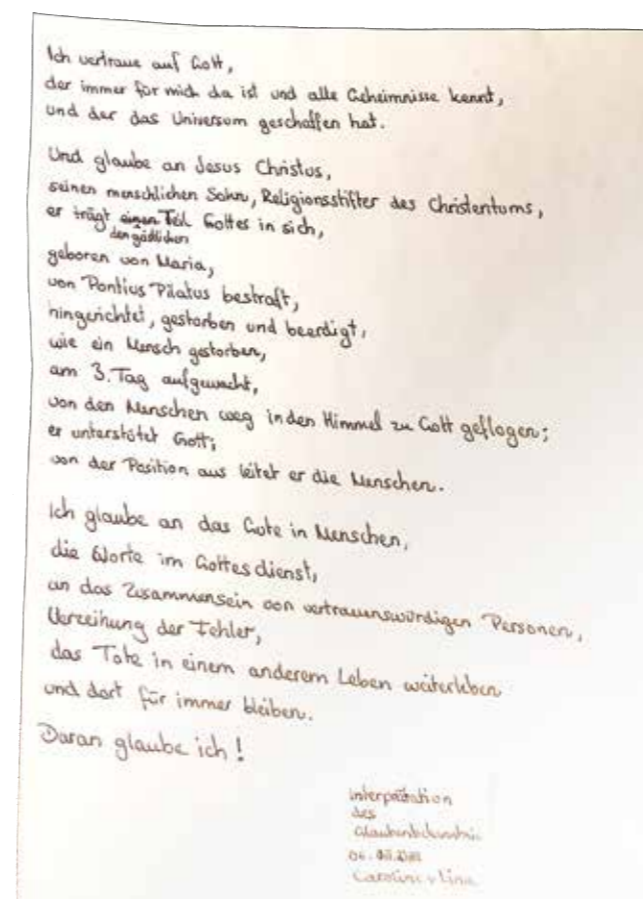 Ich vertraue auf Gott,
der immer für mich da ist und alle Geheimnisse kennt,
und der das Universum geschaffen hat.
Und glaube an Jesus Christus,
seinen menschlichen Sohn, Religionsstifter des Christentums,
er trägt einen Teil Gottes in sich,
den göttlichen
geboren von Maria,
von Pontius Pilatus bestraft,
hingerichtet, gestorben und beerdigt,
wie ein Mensch gestorben,
am 3. Tag aufgewacht,
von den Menschen weg in den Himmel zu Gott geflogen;
er unterstützt Gott;
von der Position aus leitet er die Menschen.
Ich glaube an das Gute in Menschen,
die Worte im Gottesdienst,
an das Zusammensein von vertrauenswürdigen Personen,
Verzeihung der Fehler,
das Tote in einem anderem Leben weiterleben
und dort für immer bleiben.
Daran glaube ich!
Interpretation
des
06.
Caroline + Lina